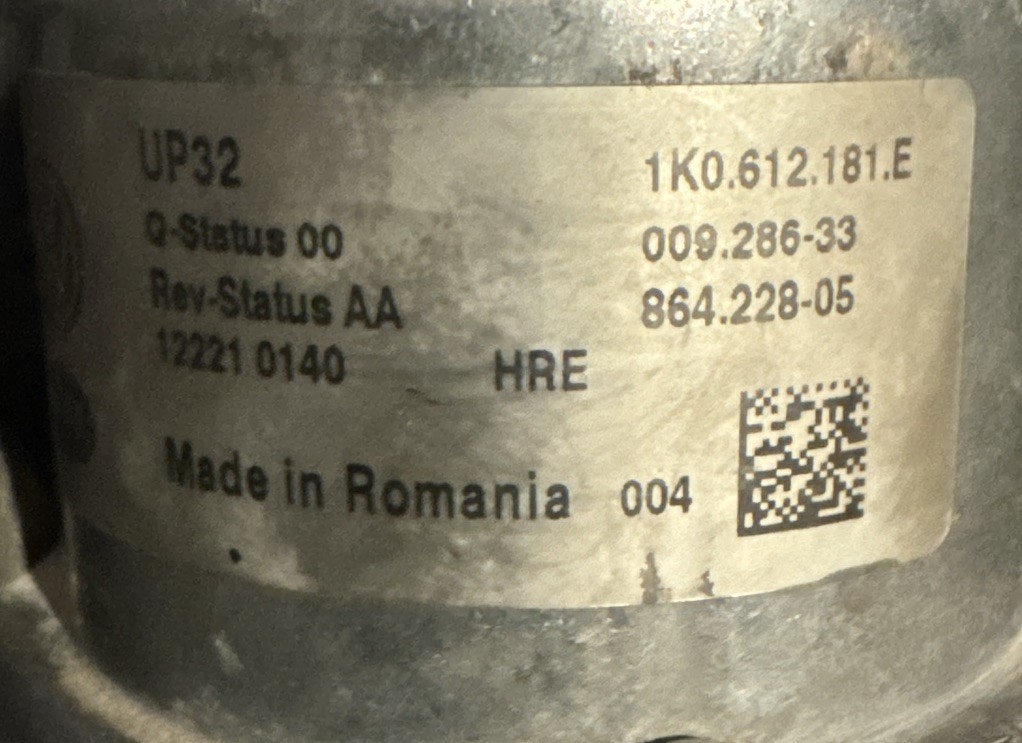 UP32 1K0.612.181.E
Q-Status 00 009.286-33
Rev-Status AA 864.228-05
12221 0140 HRE
Made in Romania 004